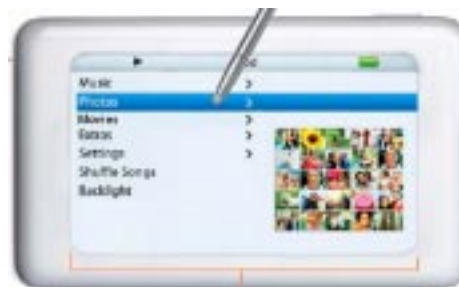 Music
Photos
Movies
Extras
Settings
Shuffle Songs
Backlight